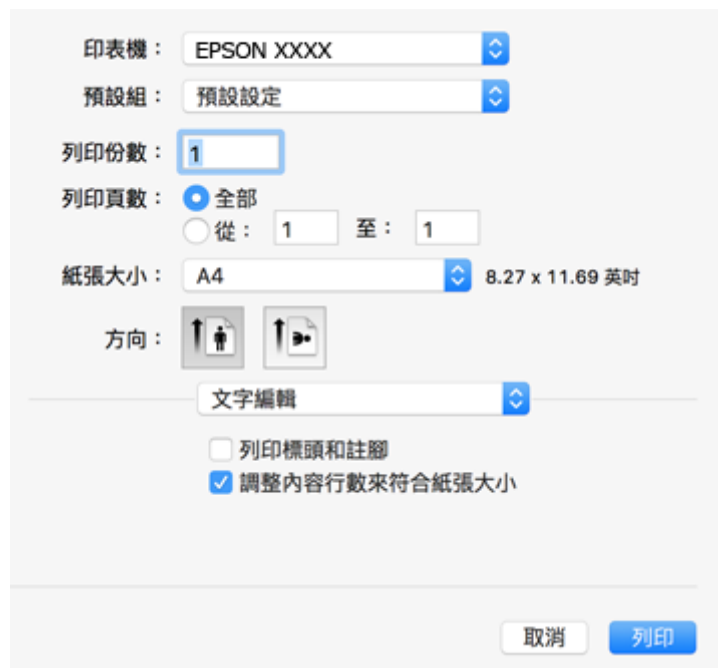 印表機： EPSON XXXX
預設組： 預設設定
列印份數： 1
列印頁數： 全部
從： 1 至： 1
紙張大小： A4 8.27 x 11.69 英吋
方向：
文字編輯
列印標頭和註腳
調整內容行數來符合紙張大小
取消 列印